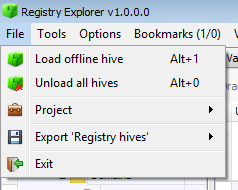 Registry Explorer v1.0.0.0
File Tools Options Bookmarks (1/0)
Load offline hive Alt+1
Unload all hives Alt+0
Project
Export 'Registry hives'
Exit